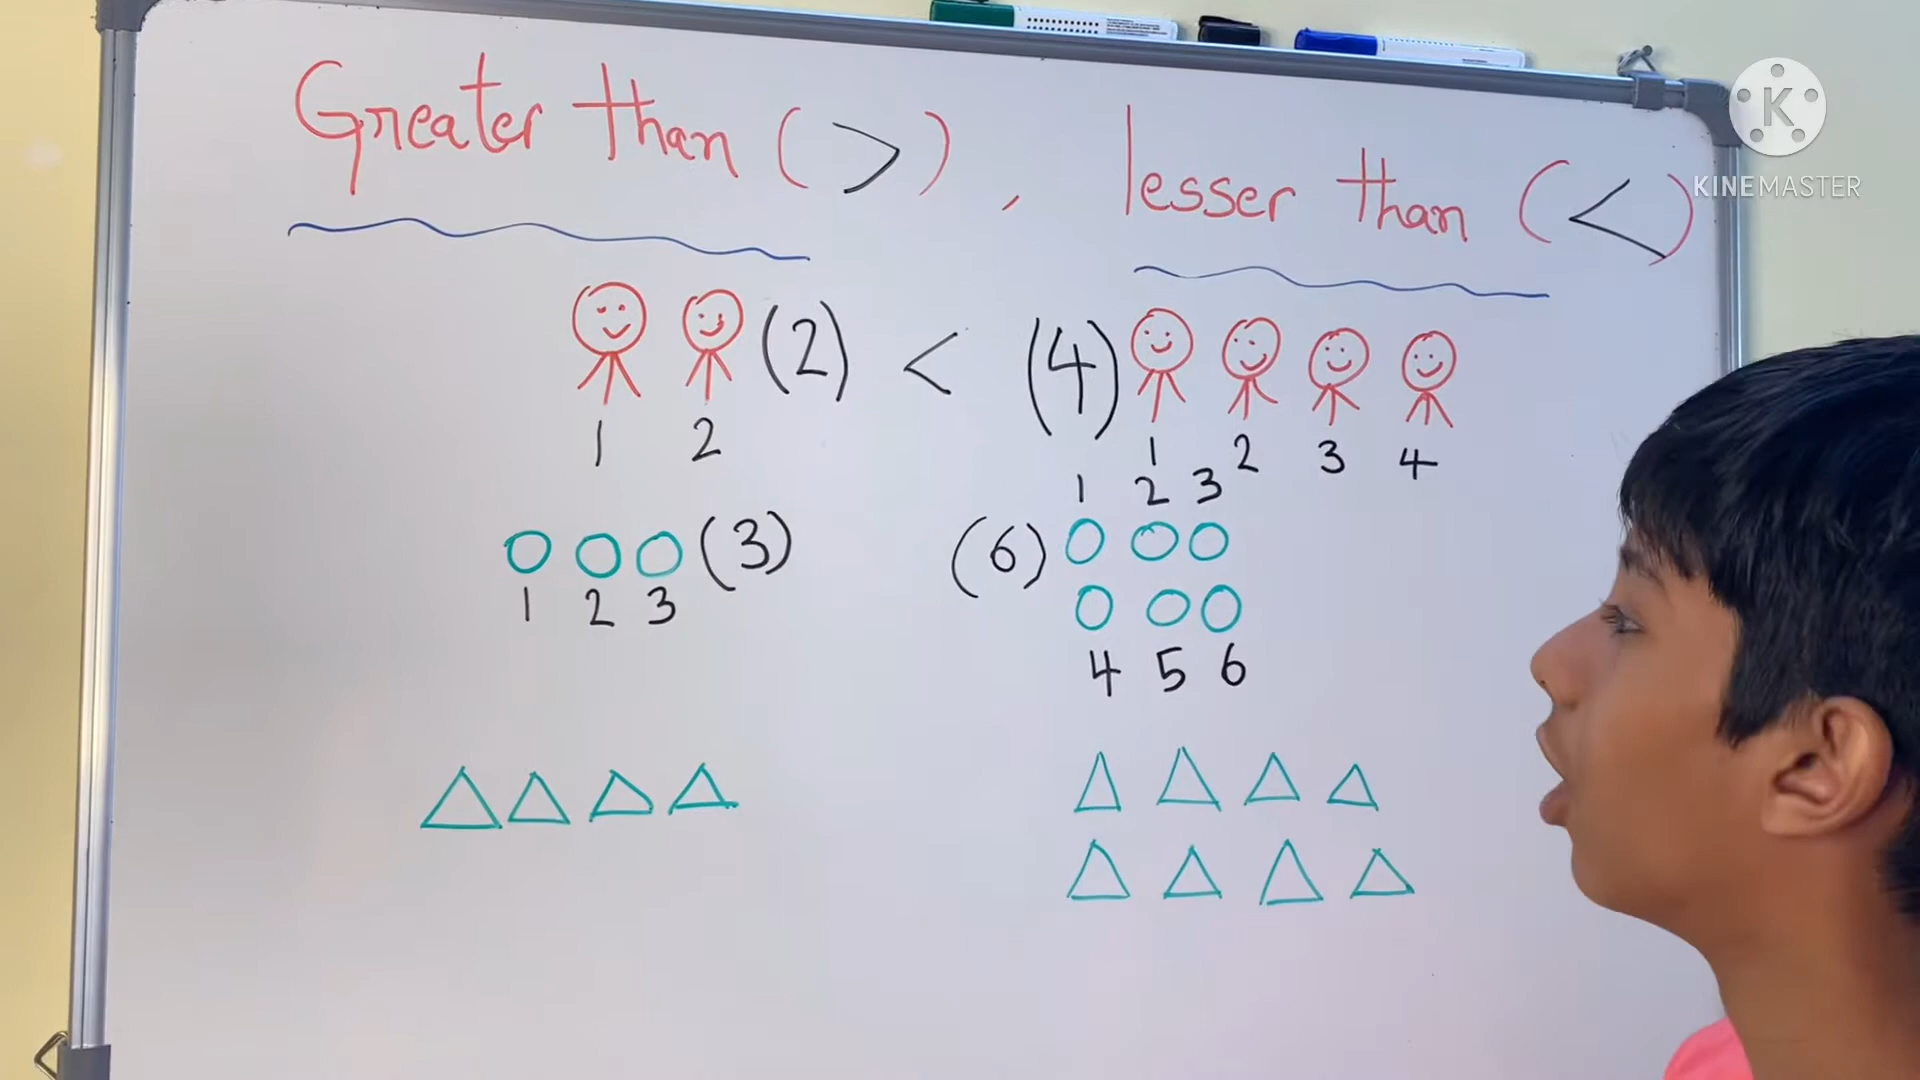 Greater than (>), lesser than (<)
(2) < (4)
1 2 1 2 3 4
1 2 3
(3) (6)
1 2 3
4 5 6
K
KINEMASTER